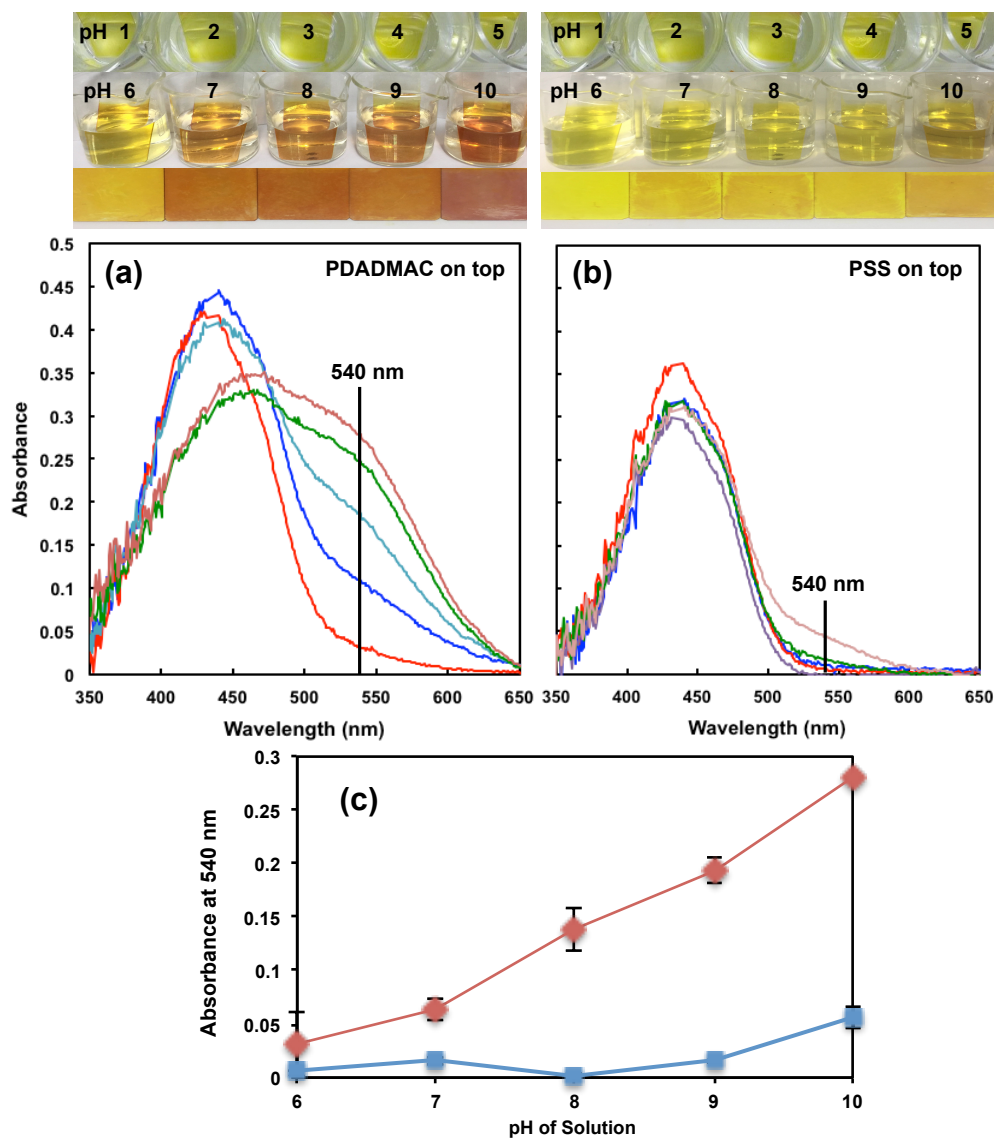 pH 1 2 3 4 5
pH 6 7 8 9 10
pH 1 2 3 4 5
pH 6 7 8 9 10
(a)
PDADMAC on top
540 nm
Absorbance
0.5
0.45
0.4
0.35
0.3
0.25
0.2
0.15
0.1
0.05
0
350 400 450 500 550 600 650
Wavelength (nm)
(b)
PSS on top
540 nm
350 400 450 500 550 600 650
Wavelength (nm)
(c)
Absorbance at 540 nm
0.3
0.25
0.2
0.15
0.1
0.05
0
6 7 8 9 10
pH of Solution